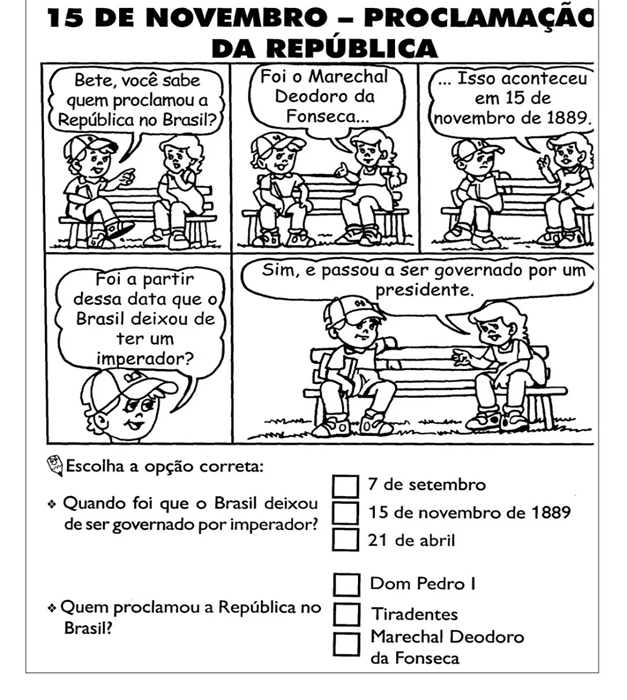 15 DE NOVEMBRO – PROCLAMAÇÃO
DA REPÚBLICA
Bete, você sabe
quem proclamou a
República no Brasil?
Foi o Marechal
Deodoro da
Fonseca...
... Isso aconteceu
em 15 de
novembro de 1889.
Foi a partir
dessa data que o
Brasil deixou de
ter um
imperador?
Sim, e passou a ser governado por um
presidente.
Escolha a opção correta:
❖ Quando foi que o Brasil deixou
de ser governado por imperador?
7 de setembro
15 de novembro de 1889
21 de abril
❖ Quem proclamou a República no
Brasil?
Dom Pedro I
Tiradentes
Marechal Deodoro
da Fonseca